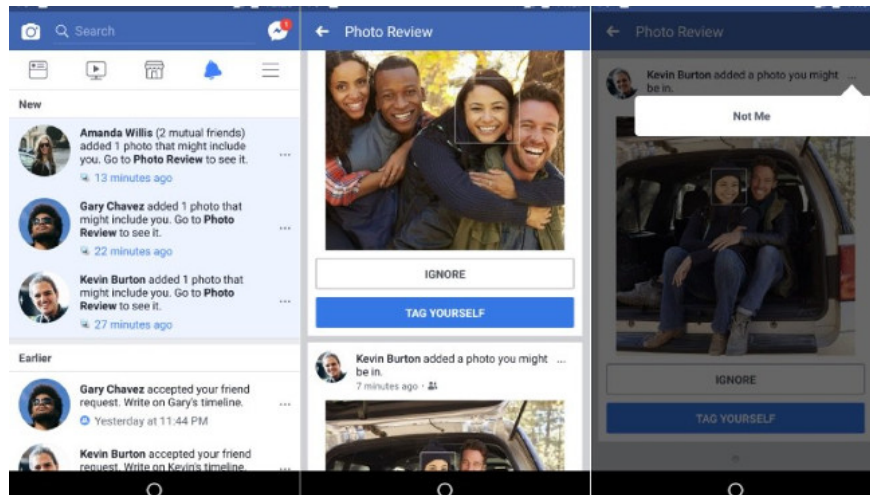 Search
New
Amanda Willis (2 mutual friends)
added 1 photo that might include
you. Go to Photo Review to see it.
13 minutes ago
Gary Chavez added 1 photo that
might include you. Go to Photo
Review to see it.
22 minutes ago
Kevin Burton added 1 photo that
might include you. Go to Photo
Review to see it.
27 minutes ago
Earlier
Gary Chavez accepted your friend
request. Write on Gary's timeline.
Yesterday at 11:44 PM
Kevin Burton accepted your friend
request. Write on Kevin's timeline.
Photo Review
IGNORE
TAG YOURSELF
Kevin Burton added a photo you might
be in.
7 minutes ago
Photo Review
Kevin Burton added a photo you might
be in.
Not Me
IGNORE
TAG YOURSELF